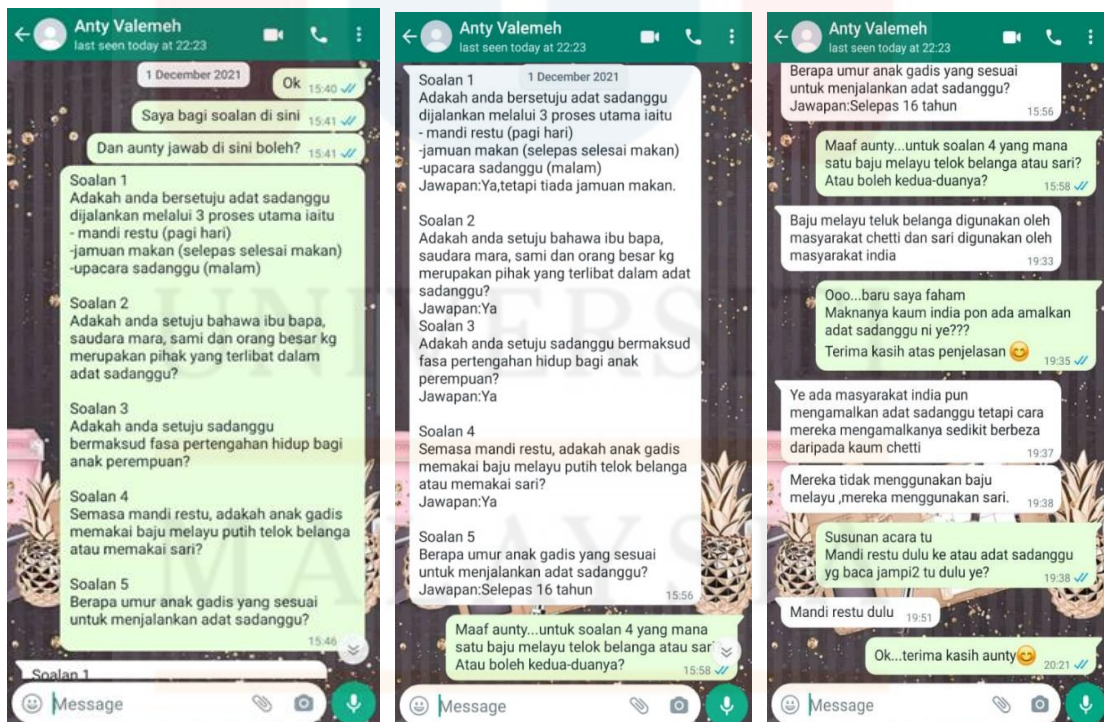 Anty Valemeh
last seen today at 22:23
1 December 2021
Ok 15:40
Saya bagi soalan di sini 15:41
Dan aunty jawab di sini boleh? 15:41
Soalan 1
Adakah anda bersetuju adat sadanggu
dijalankan melalui 3 proses utama iaitu
- mandi restu (pagi hari)
-jamuan makan (selepas selesai makan)
-upacara sadanggu (malam)
Soalan 2
Adakah anda setuju bahawa ibu bapa,
saudara mara, sami dan orang besar kg
merupakan pihak yang terlibat dalam
adat sadanggu?
Soalan 3
Adakah anda setuju sadanggu
bermaksud fasa pertengahan hidup bagi
anak perempuan?
Soalan 4
Semasa mandi restu, adakah anak gadis
memakai baju melayu putih telok belanga
atau memakai sari?
Soalan 5
Berapa umur anak gadis yang sesuai
untuk menjalankan adat sadanggu?
15:46
Soalan 1
Message
Anty Valemeh
last seen today at 22:23
1 December 2021
Soalan 1
Adakah anda bersetuju adat sadanggu
dijalankan melalui 3 proses utama iaitu
- mandi restu (pagi hari)
-jamuan makan (selepas selesai makan)
-upacara sadanggu (malam)
Jawapan:Ya,tetapi tiada jamuan makan.
Soalan 2
Adakah anda setuju bahawa ibu bapa,
saudara mara, sami dan orang besar kg
merupakan pihak yang terlibat dalam adat
sadanggu?
Jawapan:Ya
Soalan 3
Adakah anda setuju sadanggu bermaksud
fasa pertengahan hidup bagi anak
perempuan?
Jawapan:Ya
Soalan 4
Semasa mandi restu, adakah anak gadis
memakai baju melayu putih telok belanga
atau memakai sari?
Jawapan:Ya
Soalan 5
Berapa umur anak gadis yang sesuai
untuk menjalankan adat sadanggu?
Jawapan:Selepas 16 tahun 15:56
Maaf aunty...untuk soalan 4 yang mana
satu baju melayu telok belanga atau sari
Atau boleh kedua-duanya? 15:58
Message
Anty Valemeh
last seen today at 22:23
Berapa umur anak gadis yang sesuai
untuk menjalankan adat sadanggu?
Jawapan:Selepas 16 tahun 15:56
Maaf aunty...untuk soalan 4 yang mana
satu baju melayu telok belanga atau sari?
Atau boleh kedua-duanya? 15:58
Baju melayu teluk belanga digunakan oleh
masyarakat chetti dan sari digunakan oleh
masyarakat india 19:33
Ooo...baru saya faham
Maknanya kaum india pon ada amalkan
adat sadanggu ni ye???
Terima kasih atas penjelasan 😊 19:35
Ye ada masyarakat india pun
mengamalkan adat sadanggu tetapi cara
mereka mengamalkanya sedikit berbeza
daripada kaum chetti 19:37
Mereka tidak menggunakan baju
melayu ,mereka menggunakan sari. 19:38
Susunan acara tu
Mandi restu dulu ke atau adat sadanggu
yg baca jampi2 tu dulu ye? 19:38
Mandi restu dulu 19:51
Ok...terima kasih aunty😊 20:21
Message
UNIVERSITI
MALAYSIA